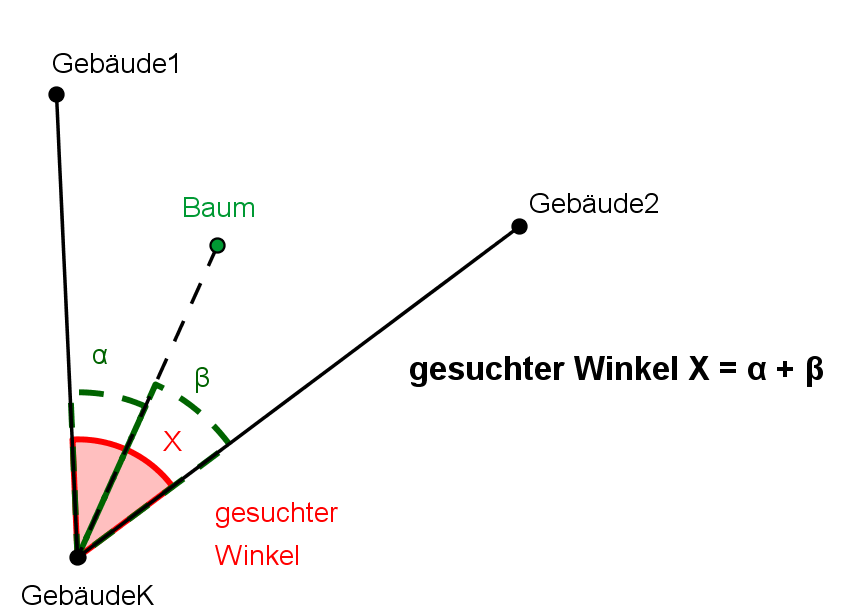 Gebäude1
Baum
Gebäude2
α
β
gesuchter Winkel X = α + β
X
gesuchter
Winkel
GebäudeK